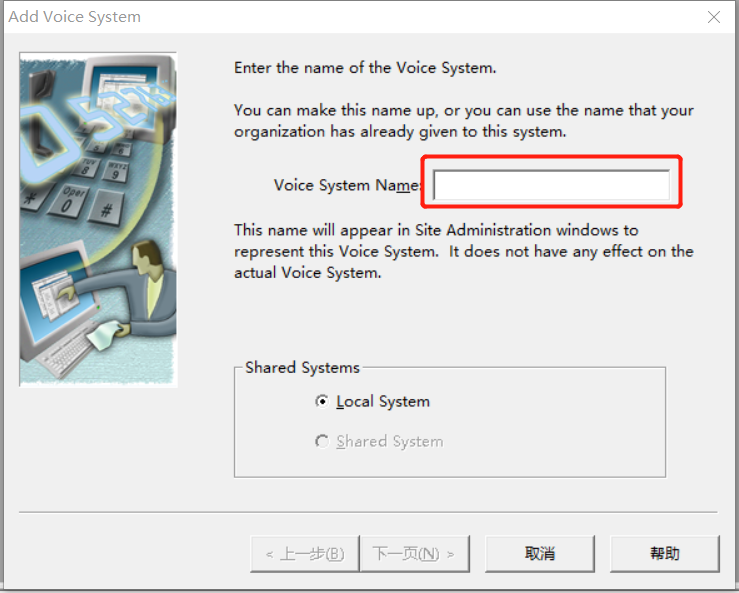 Add Voice System
Enter the name of the Voice System.
You can make this name up, or you can use the name that your
organization has already given to this system.
Voice System Name:
This name will appear in Site Administration windows to
represent this Voice System. It does not have any effect on the
actual Voice System.
Shared Systems
Local System
Shared System
< 上一步(B)
下一页(N) >
取消
帮助